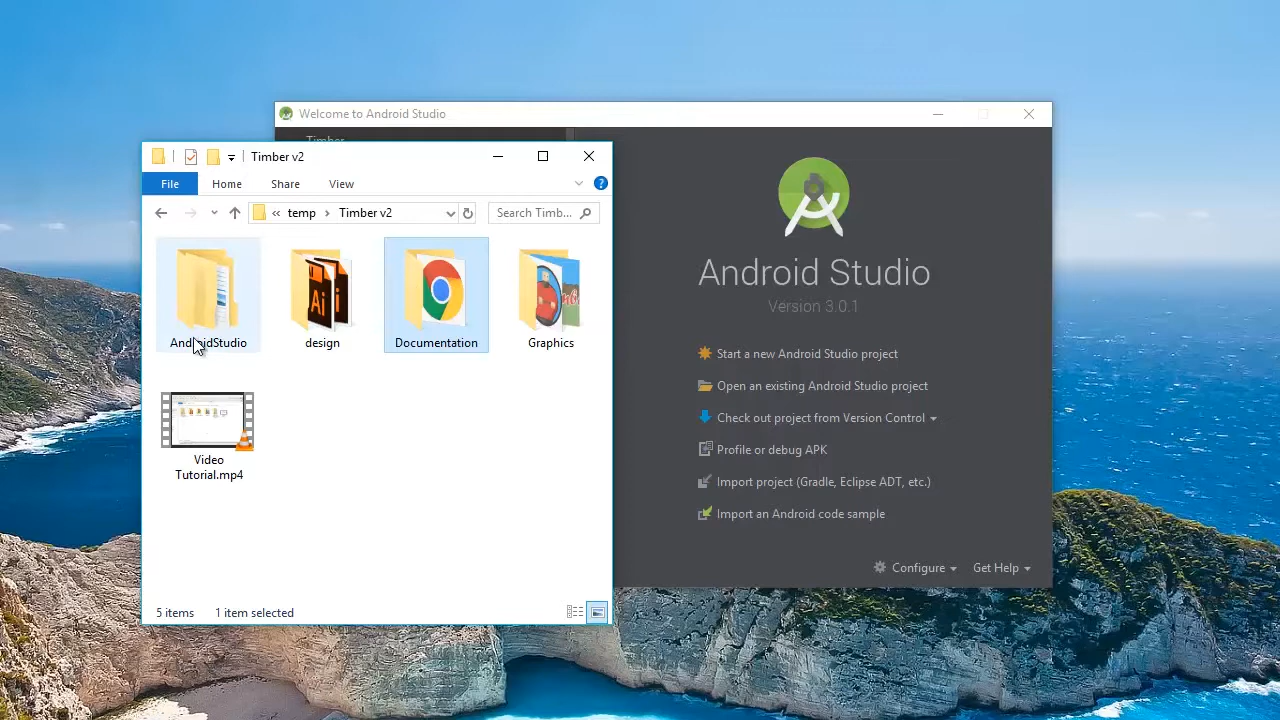 Welcome to Android Studio
Timber
Timber v2
File Home Share View
temp Timber v2
Search Timb...
AndroidStudio
design
Documentation
Graphics
Video
Tutorial.mp4
5 items 1 item selected
Android Studio
Version 3.0.1
Start a new Android Studio project
Open an existing Android Studio project
Check out project from Version Control
Profile or debug APK
Import project (Gradle, Eclipse ADT, etc.)
Import an Android code sample
Configure Get Help
Ai